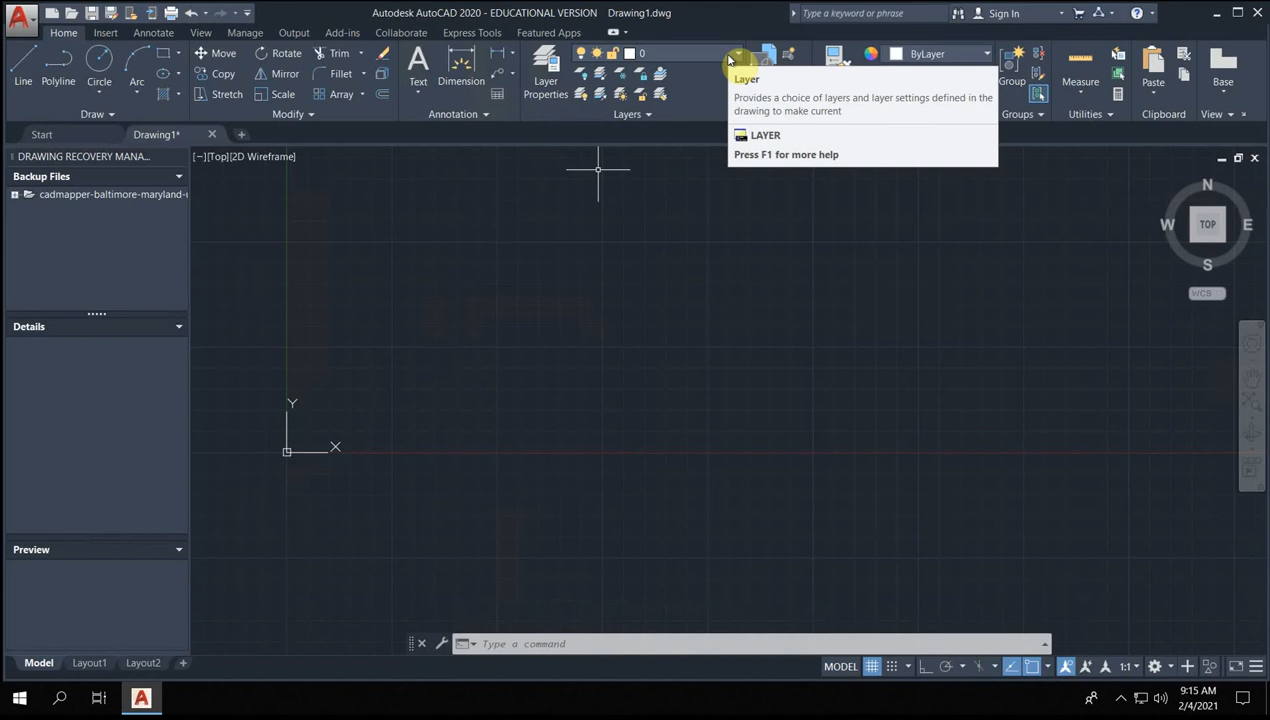 Autodesk AutoCAD 2020 - EDUCATIONAL VERSION Drawing1.dwg
Type a keyword or phrase
Sign In
Home Insert Annotate View Manage Output Add-ins Collaborate Express Tools Featured Apps
Line Polyline Circle Arc
Move Rotate Trim
Copy Mirror Fillet
Stretch Scale Array
Text Dimension
Layer
Properties
0
ByLayer
Group Measure Paste Base
Draw Modify Annotation Layers Groups Utilities Clipboard View
Layer
Provides a choice of layers and layer settings defined in the
drawing to make current
LAYER
Press F1 for more help
Start Drawing1*
DRAWING RECOVERY MANA...
[−][Top][2D Wireframe]
Backup Files
cadmapper-baltimore-maryland-u
N
W TOP E
S
WCS
Details
Y
X
Preview
Type a command
Model Layout1 Layout2
MODEL 1:1
9:15 AM
2/4/2021